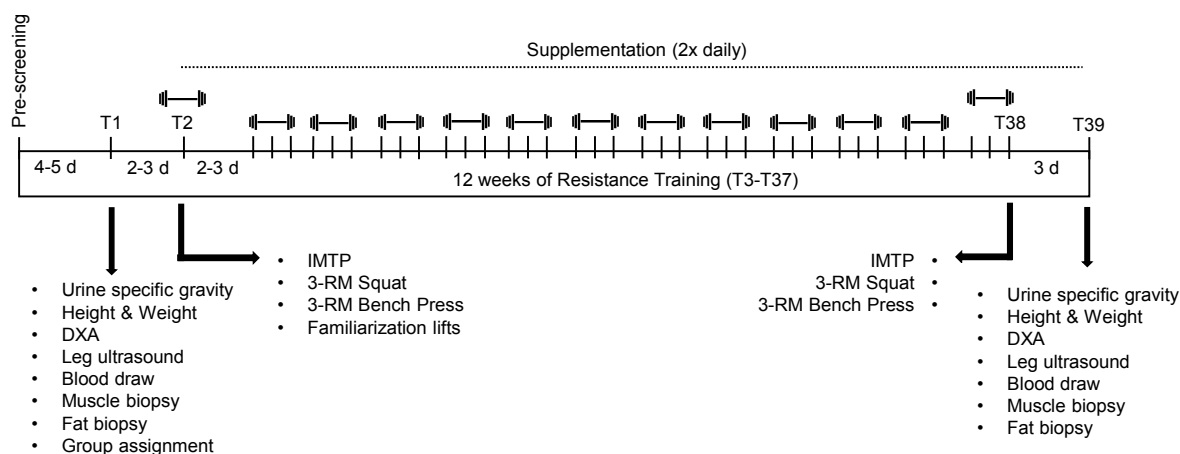 Supplementation (2x daily)
Pre-screening
T1
T2
T38
T39
4-5 d
2-3 d
2-3 d
12 weeks of Resistance Training (T3-T37)
3 d
• Urine specific gravity
• Height & Weight
• DXA
• Leg ultrasound
• Blood draw
• Muscle biopsy
• Fat biopsy
• Group assignment
• IMTP
• 3-RM Squat
• 3-RM Bench Press
• Familiarization lifts
IMTP •
3-RM Squat •
3-RM Bench Press •
• Urine specific gravity
• Height & Weight
• DXA
• Leg ultrasound
• Blood draw
• Muscle biopsy
• Fat biopsy